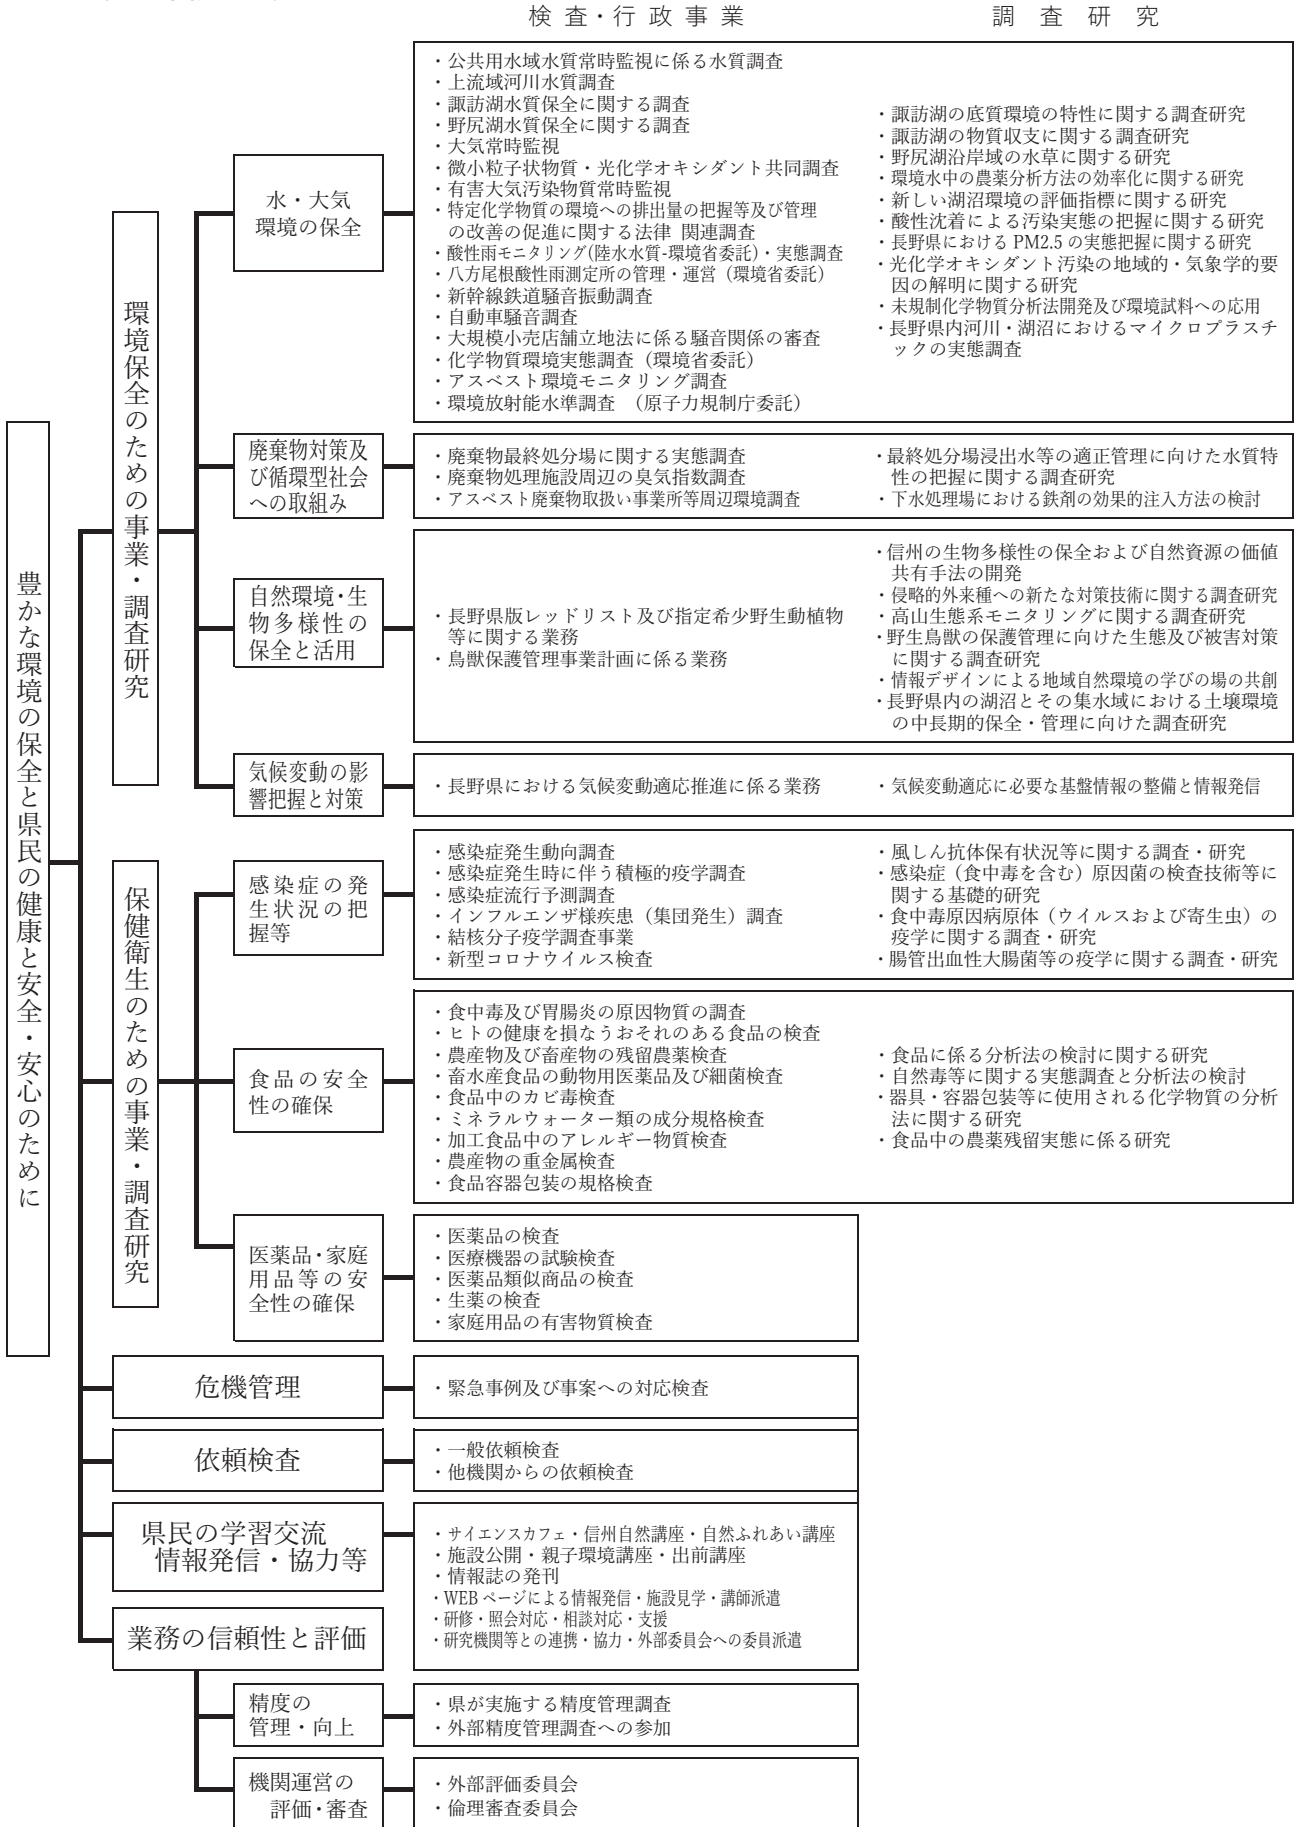 検査・行政事業
調査研究
豊かな環境の保全と県民の健康と安全・安心のために
環境保全のための事業・調査研究
水・大気
環境の保全
・公共用水域水質常時監視に係る水質調査
・上流域河川水質調査
・諏訪湖水質保全に関する調査
・野尻湖水質保全に関する調査
・大気常時監視
・微小粒子状物質・光化学オキシダント共同調査
・有害大気汚染物質常時監視
・特定化学物質の環境への排出量の把握等及び管理
の改善の促進に関する法律 関連調査
・酸性雨モニタリング(陸水水質-環境省委託)・実態調査
・八方尾根酸性雨測定所の管理・運営（環境省委託）
・新幹線鉄道騒音振動調査
・自動車騒音調査
・大規模小売店舗立地法に係る騒音関係の審査
・化学物質環境実態調査（環境省委託）
・アスベスト環境モニタリング調査
・環境放射能水準調査 （原子力規制庁委託）
・諏訪湖の底質環境の特性に関する調査研究
・諏訪湖の物質収支に関する調査研究
・野尻湖沿岸域の水草に関する研究
・環境水中の農薬分析方法の効率化に関する研究
・新しい湖沼環境の評価指標に関する研究
・酸性沈着による汚染実態の把握に関する研究
・長野県における PM2.5 の実態把握に関する研究
・光化学オキシダント汚染の地域的・気象学的要
因の解明に関する研究
・未規制化学物質分析法開発及び環境試料への応用
・長野県内河川・湖沼におけるマイクロプラスチ
ックの実態調査
廃棄物対策及
び循環型社会
への取組み
・廃棄物最終処分場に関する実態調査
・廃棄物処理施設周辺の臭気指数調査
・アスベスト廃棄物取扱い事業所等周辺環境調査
・最終処分場浸出水等の適正管理に向けた水質特
性の把握に関する調査研究
・下水処理場における鉄剤の効果的注入方法の検討
自然環境・生
物多様性の
保全と活用
・長野県版レッドリスト及び指定希少野生動植物
等に関する業務
・鳥獣保護管理事業計画に係る業務
・信州の生物多様性の保全および自然資源の価値
共有手法の開発
・侵略的外来種への新たな対策技術に関する調査研究
・高山生態系モニタリングに関する調査研究
・野生鳥獣の保護管理に向けた生態及び被害対策
に関する調査研究
・情報デザインによる地域自然環境の学びの場の共創
・長野県内の湖沼とその集水域における土壌環境
の中長期的保全・管理に向けた調査研究
気候変動の影
響把握と対策
・長野県における気候変動適応推進に係る業務
・気候変動適応に必要な基盤情報の整備と情報発信
保健衛生のための事業・調査研究
感染症の発
生状況の把
握等
・感染症発生動向調査
・感染症発生時に伴う積極的疫学調査
・感染症流行予測調査
・インフルエンザ様疾患（集団発生）調査
・結核分子疫学調査事業
・新型コロナウイルス検査
・風しん抗体保有状況等に関する調査・研究
・感染症（食中毒を含む）原因菌の検査技術等に
関する基礎的研究
・食中毒原因病原体（ウイルスおよび寄生虫）の
疫学に関する調査・研究
・腸管出血性大腸菌等の疫学に関する調査・研究
食品の安全
性の確保
・食中毒及び胃腸炎の原因物質の調査
・ヒトの健康を損なうおそれのある食品の検査
・農産物及び畜産物の残留農薬検査
・畜水産食品の動物用医薬品及び細菌検査
・食品中のカビ毒検査
・ミネラルウォーター類の成分規格検査
・加工食品中のアレルギー物質検査
・農産物の重金属検査
・食品容器包装の規格検査
・食品に係る分析法の検討に関する研究
・自然毒等に関する実態調査と分析法の検討
・器具・容器包装等に使用される化学物質の分析
法に関する研究
・食品中の農薬残留実態に係る研究
医薬品・家庭
用品等の安
全性の確保
・医薬品の検査
・医療機器の試験検査
・医薬品類似商品の検査
・生薬の検査
・家庭用品の有害物質検査
危機管理
・緊急事例及び事案への対応検査
依頼検査
・一般依頼検査
・他機関からの依頼検査
県民の学習交流
情報発信・協力等
・サイエンスカフェ・信州自然講座・自然ふれあい講座
・施設公開・親子環境講座・出前講座
・情報誌の発刊
・WEB ページによる情報発信・施設見学・講師派遣
・研修・照会対応・相談対応・支援
・研究機関等との連携・協力・外部委員会への委員派遣
業務の信頼性と評価
精度の
管理・向上
・県が実施する精度管理調査
・外部精度管理調査への参加
機関運営の
評価・審査
・外部評価委員会
・倫理審査委員会